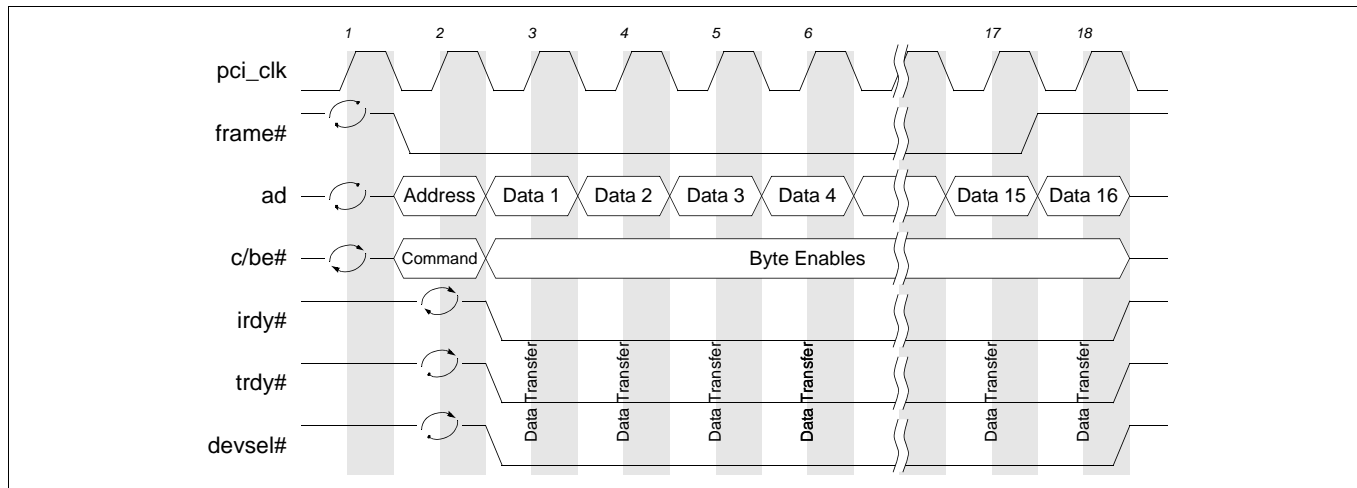 1 2 3 4 5 6 17 18
pci_clk
frame#
ad Address Data 1 Data 2 Data 3 Data 4 Data 15 Data 16
c/be# Command Byte Enables
irdy#
trdy#
Data Transfer Data Transfer Data Transfer Data Transfer Data Transfer Data Transfer
devsel#